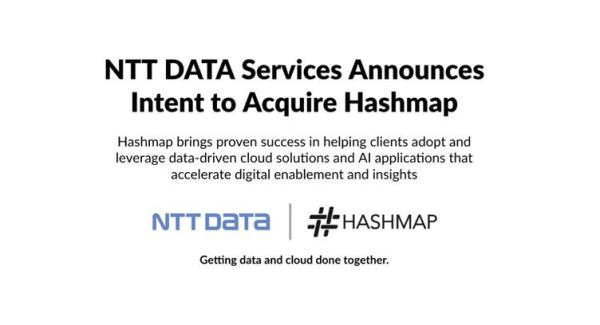 NTT DATA Services Announces
Intent to Acquire Hashmap
Hashmap brings proven success in helping clients adopt and
leverage data-driven cloud solutions and AI applications that
accelerate digital enablement and insights
NTT DATA | # HASHMAP
Getting data and cloud done together.